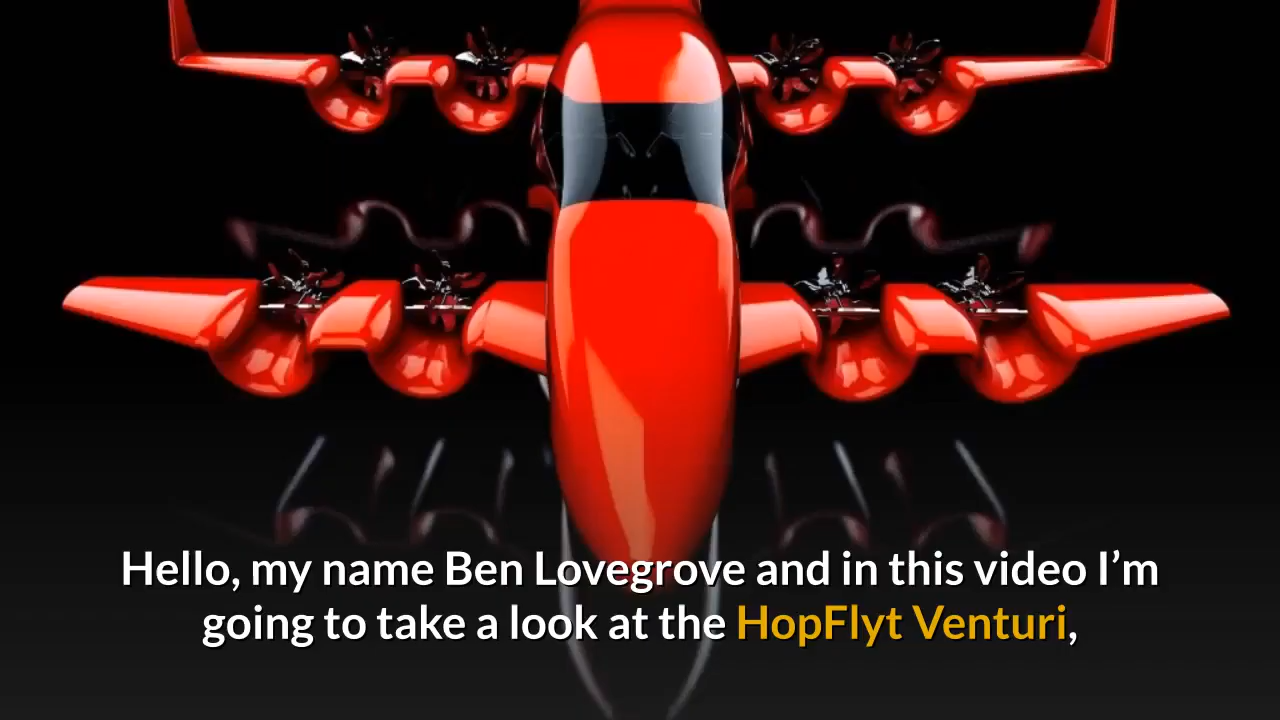 Hello, my name Ben Lovegrove and in this video I’m
going to take a look at the HopFlyt Venturi,